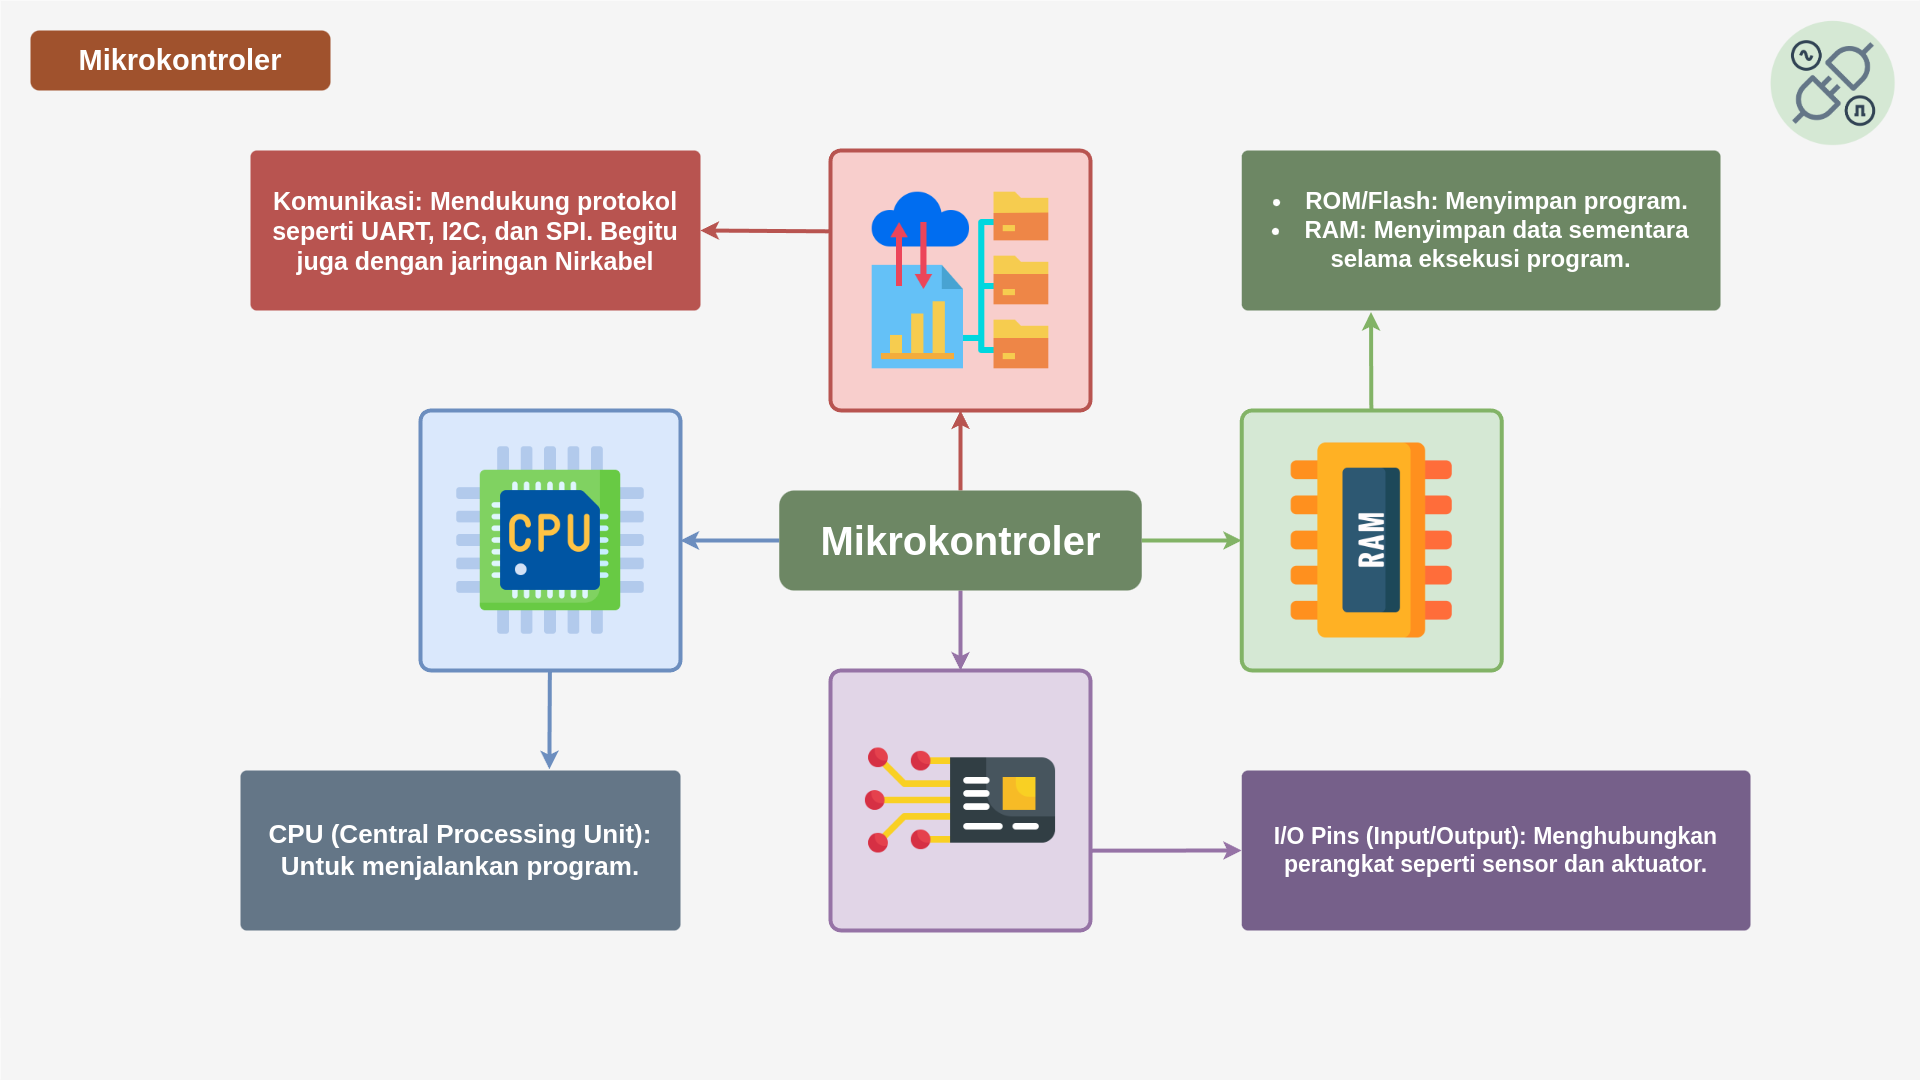 Mikrokontroler
Komunikasi: Mendukung protokol
seperti UART, I2C, dan SPI. Begitu
juga dengan jaringan Nirkabel
• ROM/Flash: Menyimpan program.
• RAM: Menyimpan data sementara
selama eksekusi program.
CPU
Mikrokontroler
RAM
CPU (Central Processing Unit):
Untuk menjalankan program.
I/O Pins (Input/Output): Menghubungkan
perangkat seperti sensor dan aktuator.